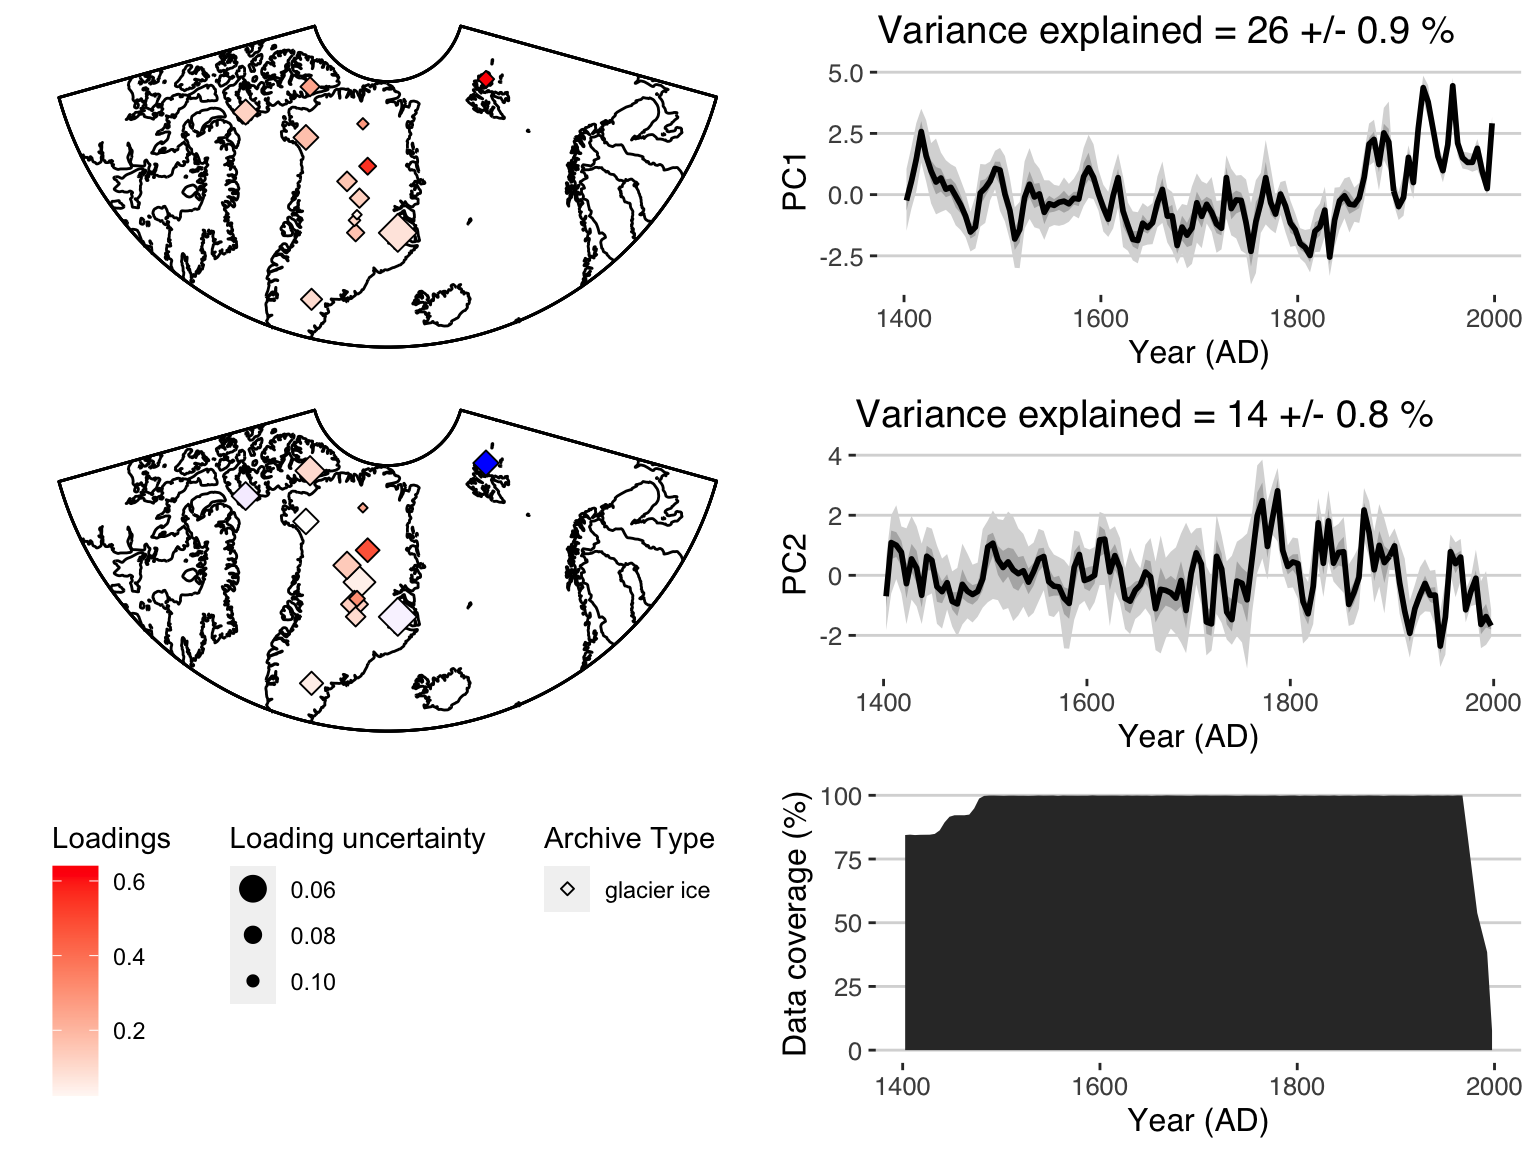 Variance explained = 26 +/- 0.9 %
PC1
5.0
2.5
0.0
-2.5
1400 1600 1800 2000
Year (AD)
Variance explained = 14 +/- 0.8 %
PC2
4
2
0
-2
1400 1600 1800 2000
Year (AD)
Loadings
0.6
0.4
0.2
Loading uncertainty
0.06
0.08
0.10
Archive Type
glacier ice
Data coverage (%)
100
75
50
25
0
1400 1600 1800 2000
Year (AD)